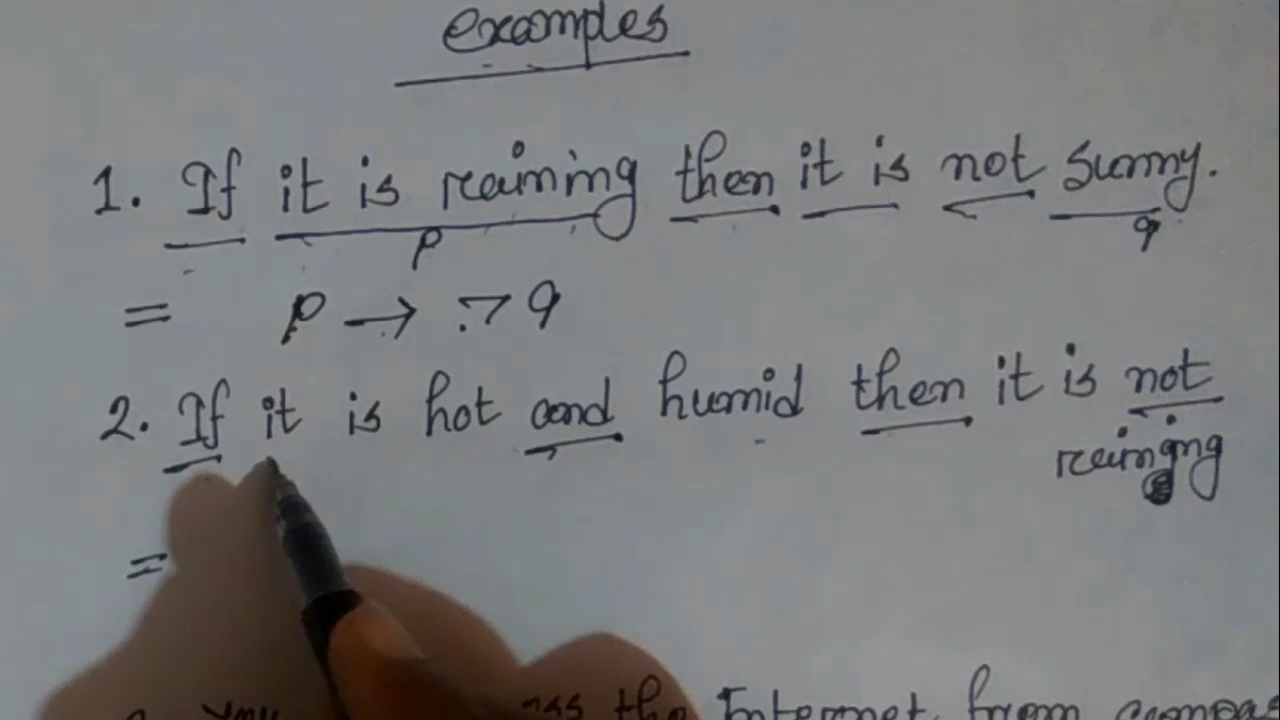 examples
1. If it is raining then it is not sunny.
p q
= p → ¬q
2. If it is hot and humid then it is not
raining
=
the Internet from